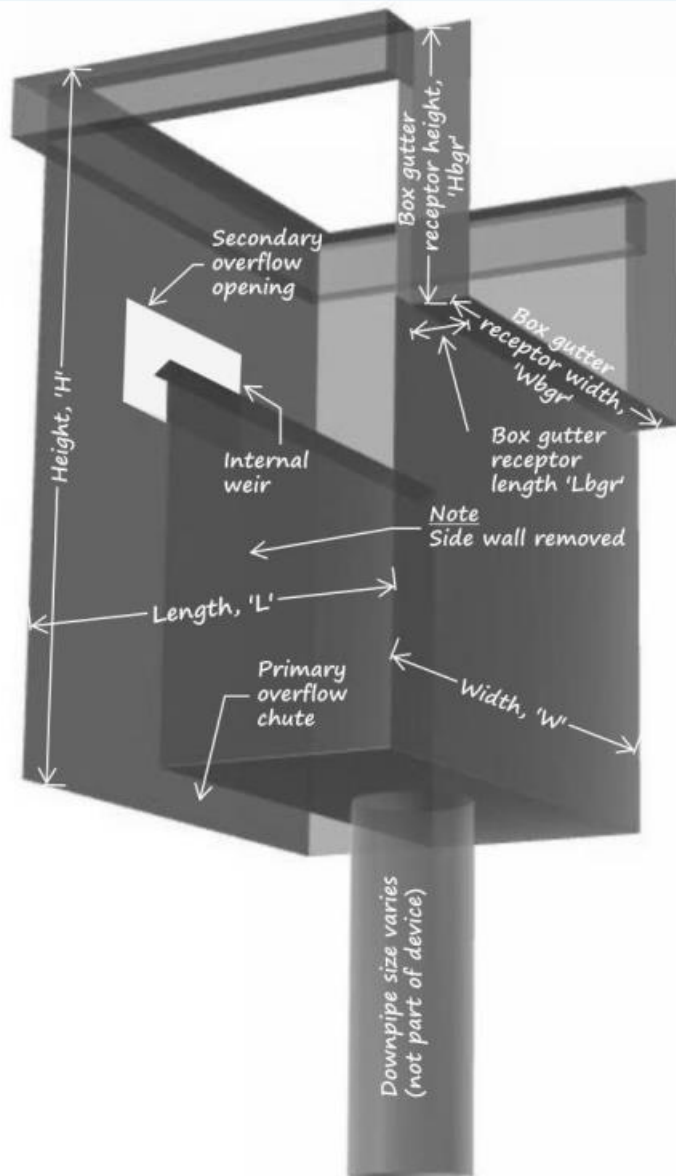 Box gutter
receptor height,
'Hbgr'
Secondary
overflow
opening
Box gutter
receptor width,
'Wbgr'
Height, 'H'
Internal
weir
Box gutter
receptor
length 'Lbgr'
Note
Side wall removed
Length, 'L'
Primary
overflow
chute
Width, 'W'
Downpipe size varies
(not part of device)